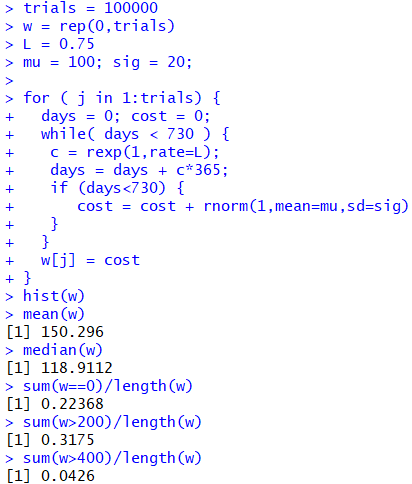 > trials = 100000
> w = rep(0,trials)
> L = 0.75
> mu = 100; sig = 20;
>
> for ( j in 1:trials) {
+   days = 0; cost = 0;
+   while( days < 730 ) {
+    c = rexp(1,rate=L);
+    days = days + c*365;
+    if (days<730) {
+       cost = cost + rnorm(1,mean=mu,sd=sig)
+    }
+   }
+   w[j] = cost
+ }
> hist(w)
> mean(w)
[1] 150.296
> median(w)
[1] 118.9112
> sum(w==0)/length(w)
[1] 0.22368
> sum(w>200)/length(w)
[1] 0.3175
> sum(w>400)/length(w)
[1] 0.0426